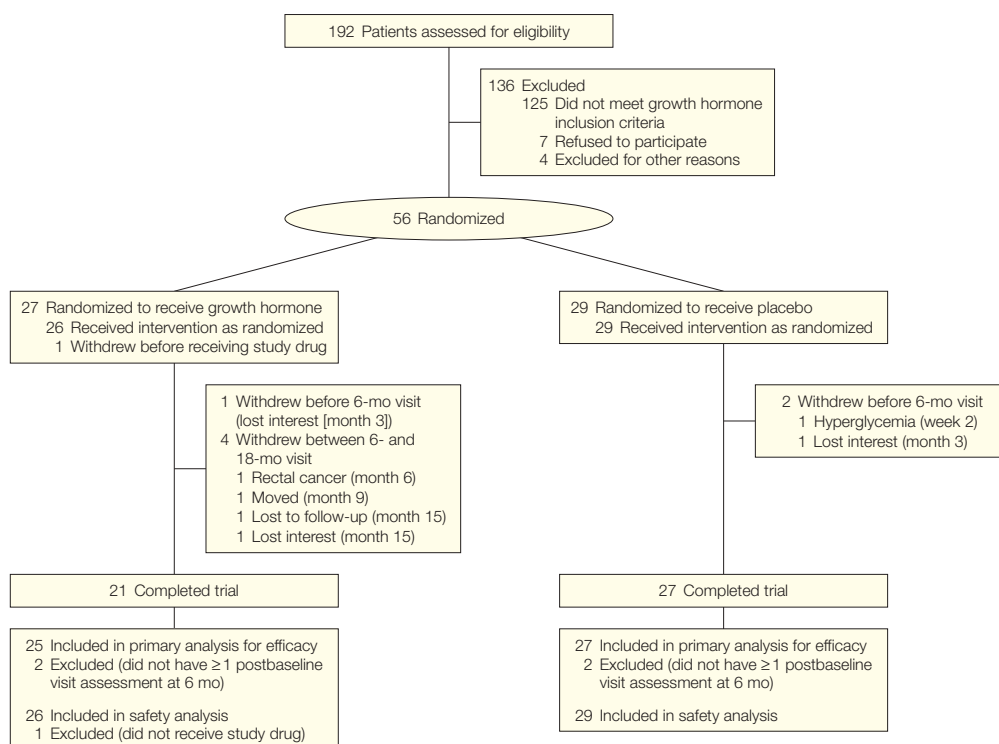 192 Patients assessed for eligibility
136 Excluded
125 Did not meet growth hormone
inclusion criteria
7 Refused to participate
4 Excluded for other reasons
56 Randomized
27 Randomized to receive growth hormone
26 Received intervention as randomized
1 Withdrew before receiving study drug
29 Randomized to receive placebo
29 Received intervention as randomized
1 Withdrew before 6-mo visit
(lost interest [month 3])
4 Withdrew between 6- and
18-mo visit
1 Rectal cancer (month 6)
1 Moved (month 9)
1 Lost to follow-up (month 15)
1 Lost interest (month 15)
2 Withdrew before 6-mo visit
1 Hyperglycemia (week 2)
1 Lost interest (month 3)
21 Completed trial
27 Completed trial
25 Included in primary analysis for efficacy
2 Excluded (did not have ≥1 postbaseline
visit assessment at 6 mo)
26 Included in safety analysis
1 Excluded (did not receive study drug)
27 Included in primary analysis for efficacy
2 Excluded (did not have ≥1 postbaseline
visit assessment at 6 mo)
29 Included in safety analysis